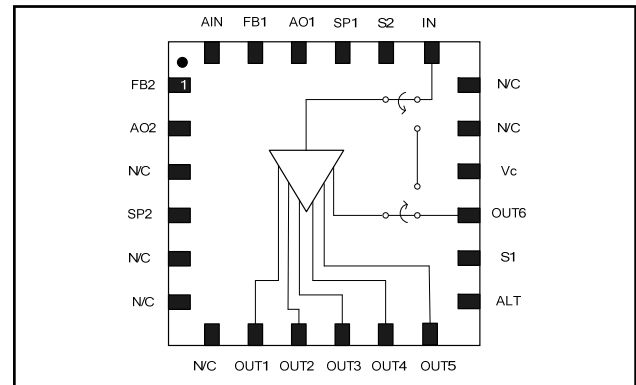 AIN FB1 AO1 SP1 S2 IN
FB2 1 N/C
AO2 N/C
N/C Vc
SP2 OUT6
N/C S1
N/C ALT
N/C OUT1 OUT2 OUT3 OUT4 OUT5